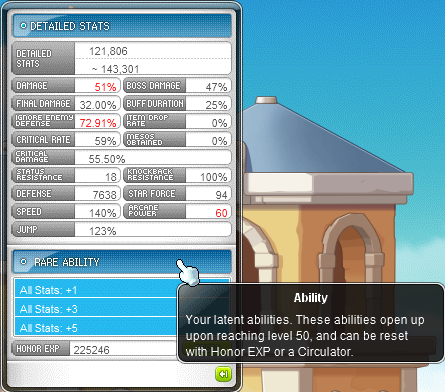 DETAILED STATS
DETAILED STATS 121,806 ~ 143,301
DAMAGE 51% BOSS DAMAGE 47%
FINAL DAMAGE 32.00% BUFF DURATION 25%
IGNORE ENEMY DEFENSE 72.91% ITEM DROP RATE 0%
CRITICAL RATE 59% MESOS OBTAINED 0%
CRITICAL DAMAGE 55.50%
STATUS RESISTANCE 18 KNOCKBACK RESISTANCE 100%
DEFENSE 7638 STAR FORCE 94
SPEED 140% ARCANE POWER 60
JUMP 123%
RARE ABILITY
All Stats: +1
All Stats: +3
All Stats: +5
HONOR EXP 225246
Ability
Your latent abilities. These abilities open up
upon reaching level 50, and can be reset
with Honor EXP or a Circulator.